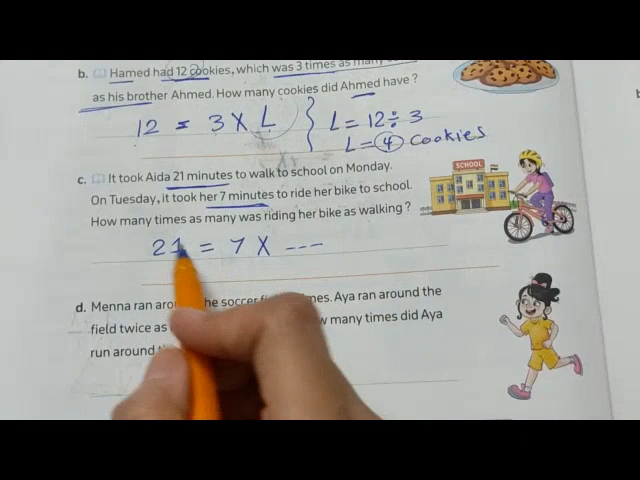 b. Hamed had 12 cookies, which was 3 times as many
as his brother Ahmed. How many cookies did Ahmed have ?
12 = 3 X L
L = 12 ÷ 3
L = 4 Cookies
c. It took Aida 21 minutes to walk to school on Monday.
On Tuesday, it took her 7 minutes to ride her bike to school.
How many times as many was riding her bike as walking ?
SCHOOL
21 = 7 X ---
d. Menna ran the soccer mes. Aya ran around the
field twice as many times did Aya
run around